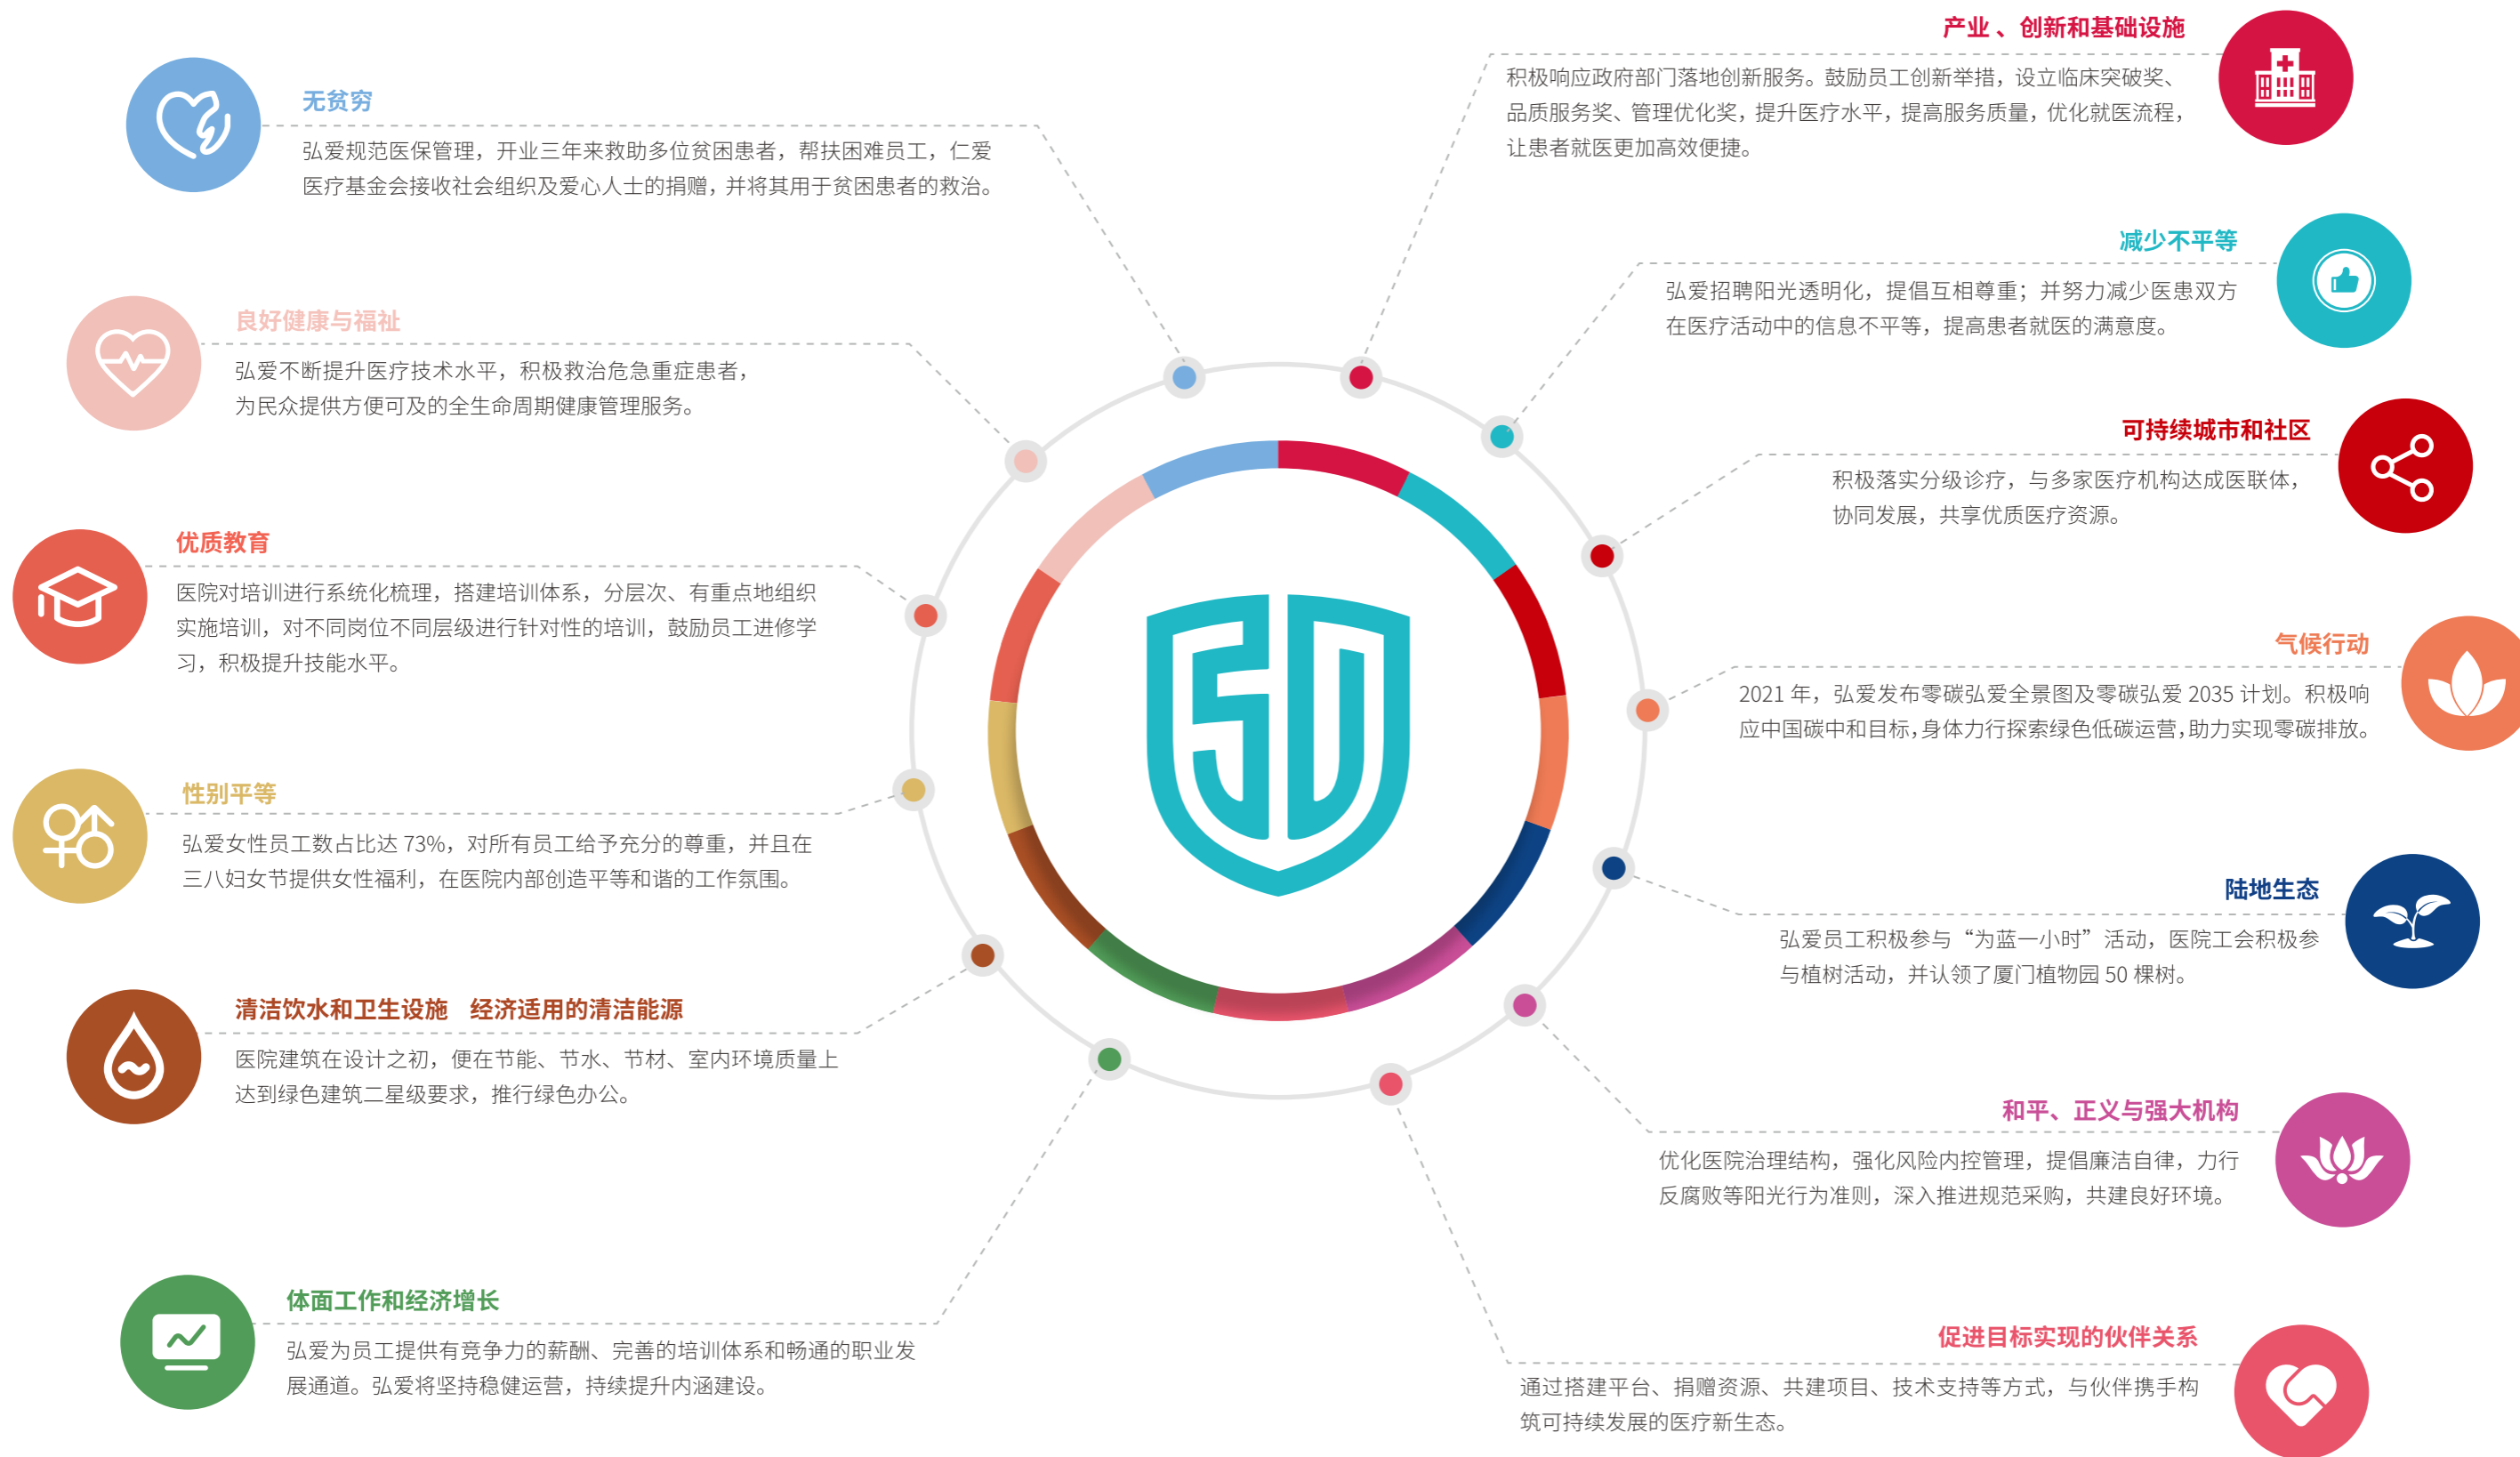 无贫穷
弘爱规范医保管理，开业三年来救助多位贫困患者，帮扶困难员工，仁爱
医疗基金会接收社会组织及爱心人士的捐赠，并将其用于贫困患者的救治。
良好健康与福祉
弘爱不断提升医疗技术水平，积极救治危急重症患者，
为民众提供方便可及的全生命周期健康管理服务。
优质教育
医院对培训进行系统化梳理，搭建培训体系，分层次、有重点地组织
实施培训，对不同岗位不同层级进行针对性的培训，鼓励员工进修学
习，积极提升技能水平。
性别平等
弘爱女性员工数占比达 73%，对所有员工给予充分的尊重，并且在
三八妇女节提供女性福利，在医院内部创造平等和谐的工作氛围。
清洁饮水和卫生设施 经济适用的清洁能源
医院建筑在设计之初，便在节能、节水、节材、室内环境质量上
达到绿色建筑二星级要求，推行绿色办公。
体面工作和经济增长
弘爱为员工提供有竞争力的薪酬、完善的培训体系和畅通的职业发
展通道。弘爱将坚持稳健运营，持续提升内涵建设。
产业、创新和基础设施
积极响应政府部门落地创新服务。鼓励员工创新举措，设立临床突破奖、
品质服务奖、管理优化奖，提升医疗水平，提高服务质量，优化就医流程，
让患者就医更加高效便捷。
减少不平等
弘爱招聘阳光透明化，提倡互相尊重；并努力减少医患双方
在医疗活动中的信息不平等，提高患者就医的满意度。
可持续城市和社区
积极落实分级诊疗，与多家医疗机构达成医联体，
协同发展，共享优质医疗资源。
气候行动
2021 年，弘爱发布零碳弘爱全景图及零碳弘爱 2035 计划。积极响
应中国碳中和目标，身体力行探索绿色低碳运营，助力实现零碳排放。
陆地生态
弘爱员工积极参与“为蓝一小时”活动，医院工会积极参
与植树活动，并认领了厦门植物园 50 棵树。
和平、正义与强大机构
优化医院治理结构，强化风险内控管理，提倡廉洁自律，力行
反腐败等阳光行为准则，深入推进规范采购，共建良好环境。
促进目标实现的伙伴关系
通过搭建平台、捐赠资源、共建项目、技术支持等方式，与伙伴携手构
筑可持续发展的医疗新生态。